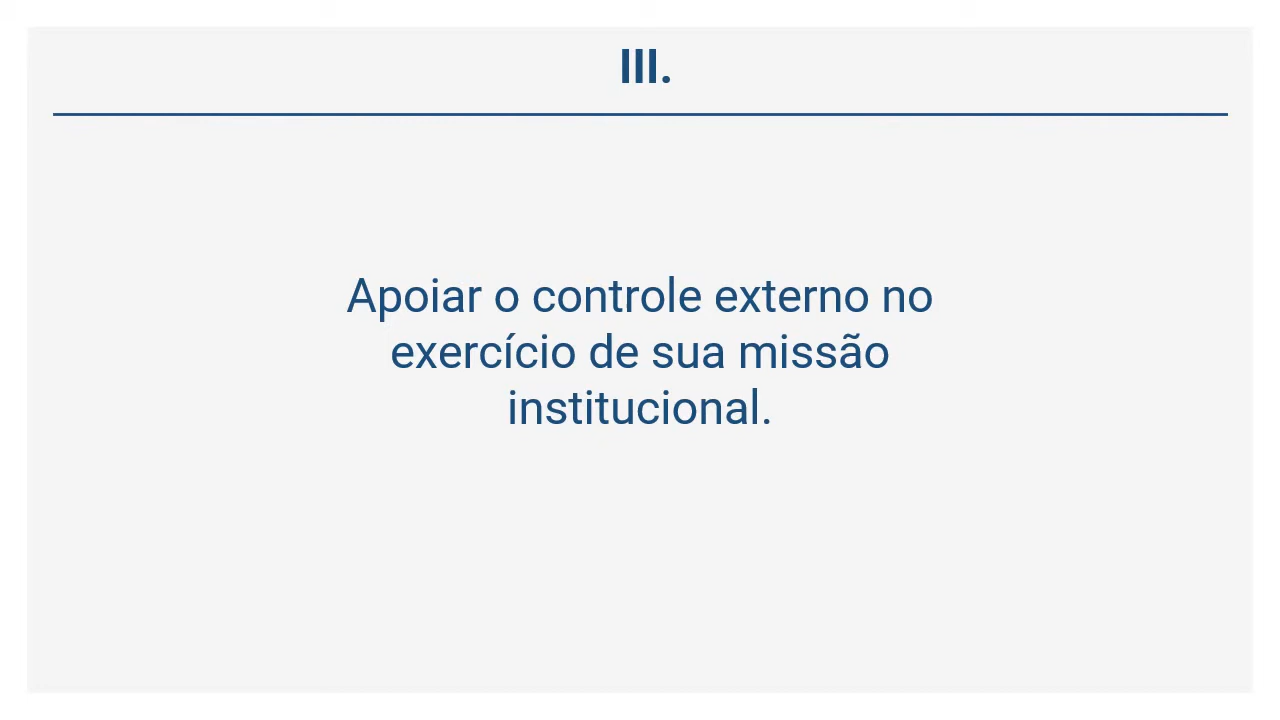 III.
Apoiar o controle externo no
exercício de sua missão
institucional.